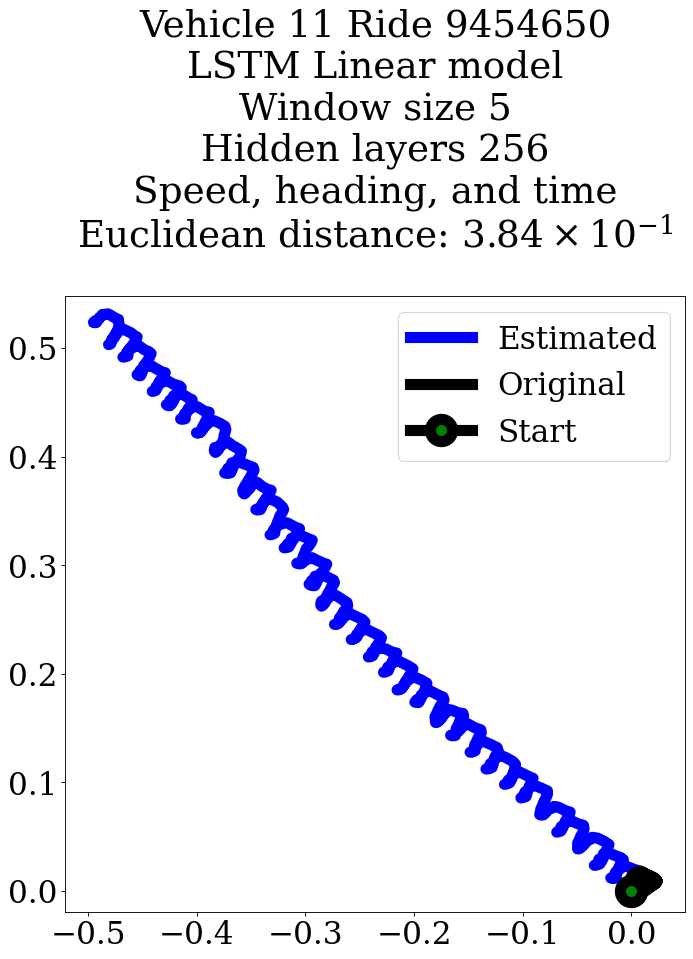 Vehicle 11 Ride 9454650
LSTM Linear model
Window size 5
Hidden layers 256
Speed, heading, and time
Euclidean distance: 3.84 × 10⁻¹
Estimated
Original
Start
0.5
0.4
0.3
0.2
0.1
0.0
−0.5 −0.4 −0.3 −0.2 −0.1 0.0